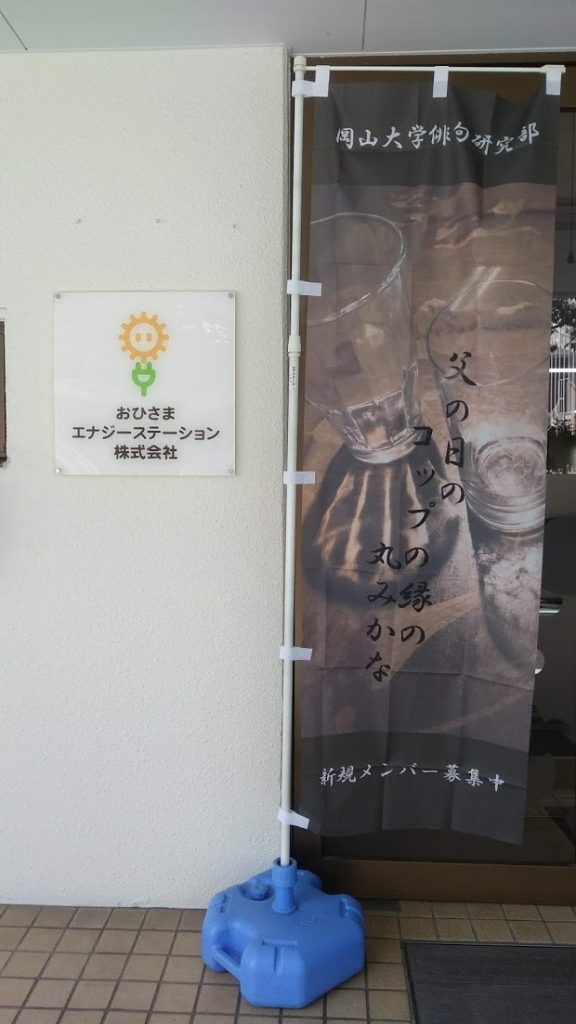 おひさま
エナジーステーション
株式会社
岡山大学俳句研究部
父の日の
コップの縁の
丸みかな
新規メンバー募集中